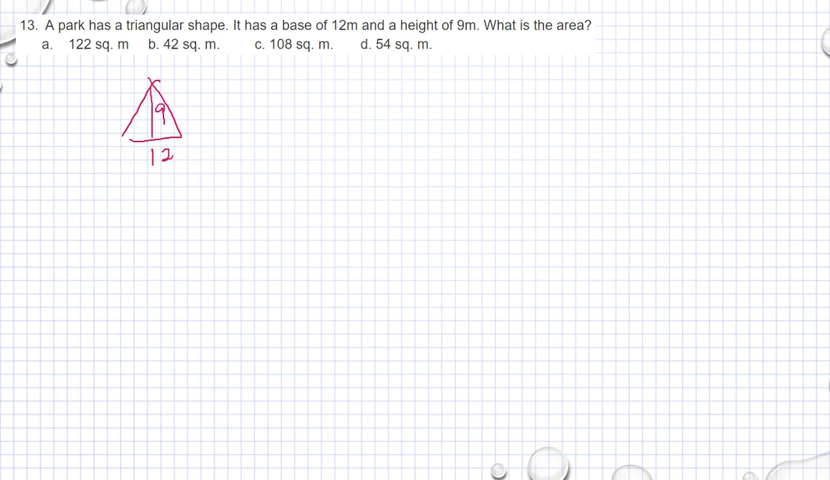 13. A park has a triangular shape. It has a base of 12m and a height of 9m. What is the area?
a. 122 sq. m b. 42 sq. m. c. 108 sq. m. d. 54 sq. m.
9
12